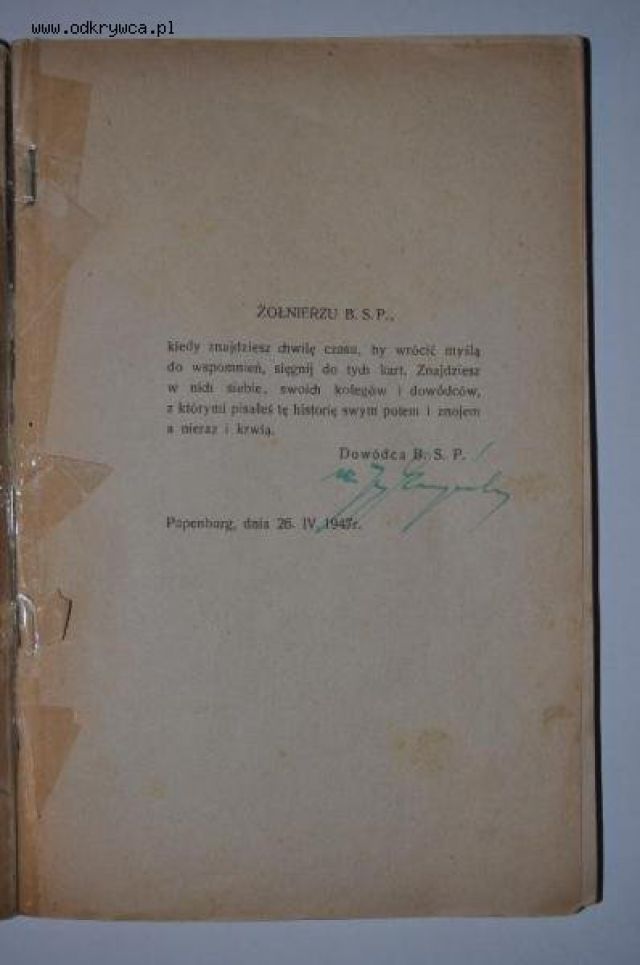 www.odkrywca.pl
ŻOŁNIERZU B. S. P.,
kiedy znajdziesz chwilę czasu, by wrócić myślą
do wspomnień, sięgnij do tych kart. Znajdziesz
w nich siebie, swoich kolegów i dowódców,
z którymi pisałeś tę historię swym potem i znojem
a nieraz i krwią.
Dowódca B. S. P.
Papenburg, dnia 26. IV. 1947r.